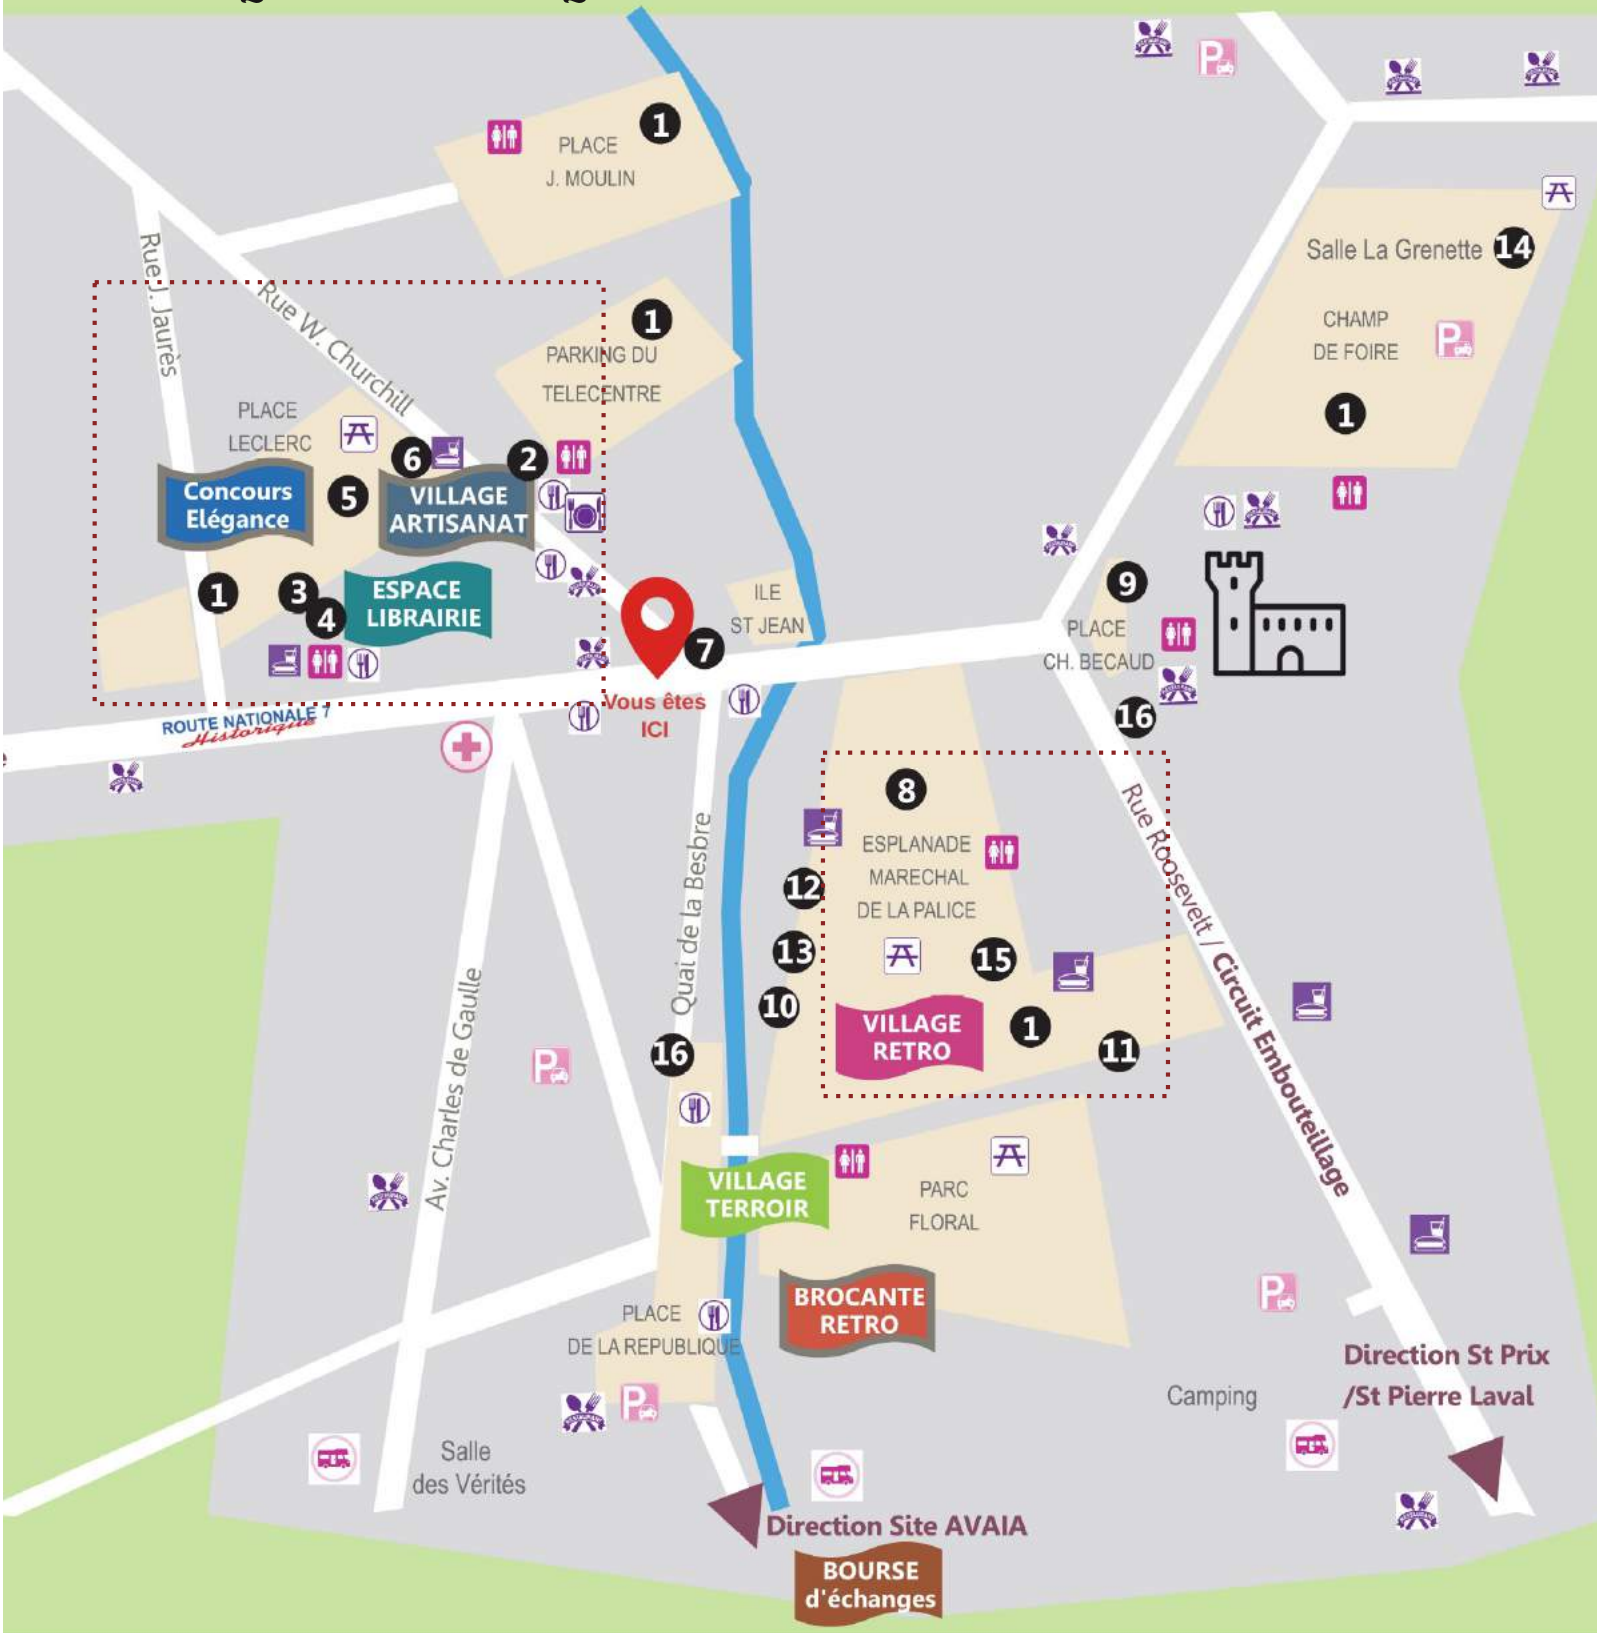 PLACE
J. MOULIN
1
Rue J. Jaurès
Rue W. Churchill
1
PARKING DU
TELECENTRE
PLACE
LECLERC
6
2
Concours
Elégance
5
VILLAGE
ARTISANAT
1
3
4
ESPACE
LIBRAIRIE
7
Vous êtes
ICI
ILE
ST JEAN
ROUTE NATIONALE 7
Historique
P
Salle La Grenette
14
CHAMP
DE FOIRE
P
1
9
PLACE
CH. BECAUD
16
8
ESPLANADE
MARECHAL
DE LA PALICE
12
13
10
15
VILLAGE
RETRO
1
11
Rue Roosevelt / Circuit Embouteillage
Quai de la Besbre
16
Av. Charles de Gaulle
P
VILLAGE
TERROIR
PARC
FLORAL
BROCANTE
RETRO
PLACE
DE LA REPUBLIQUE
P
Salle
des Vérités
P
Camping
Direction St Prix
/St Pierre Laval
Direction Site AVAIA
BOURSE
d'échanges